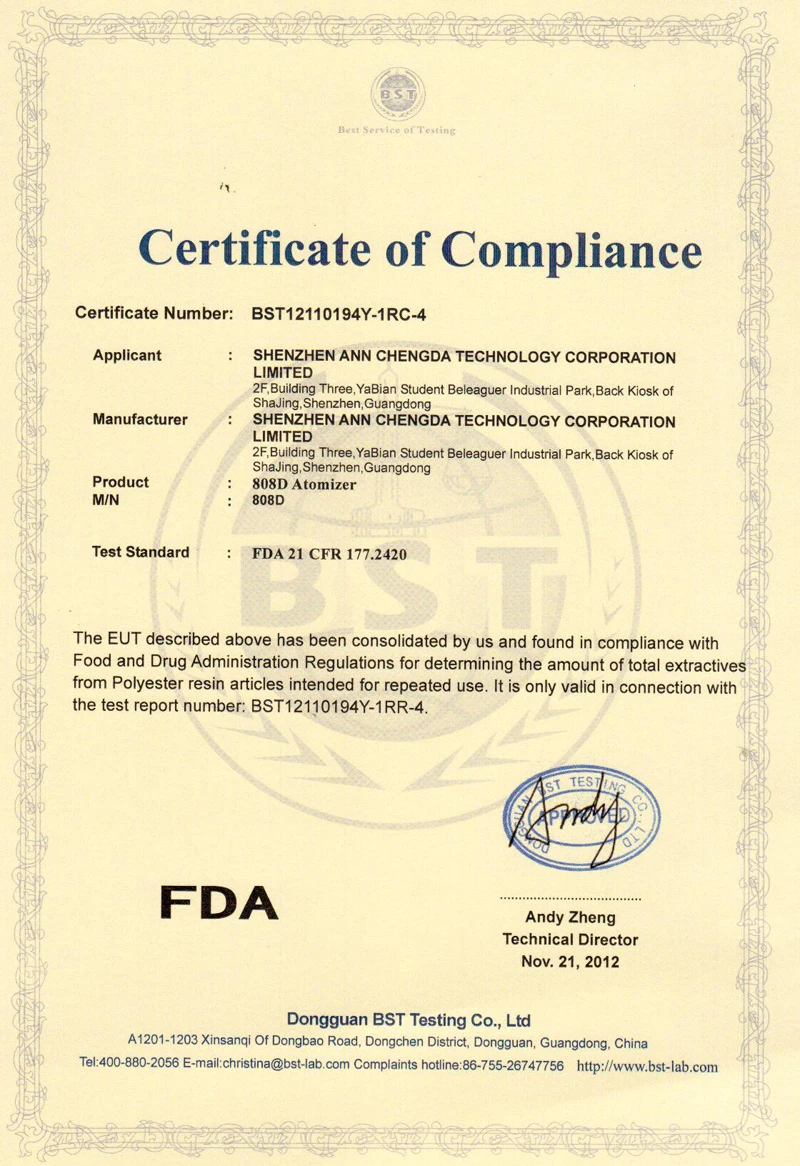 BST
Best Service of Testing
Certificate of Compliance
Certificate Number: BST12110194Y-1RC-4
Applicant : SHENZHEN ANN CHENGDA TECHNOLOGY CORPORATION
LIMITED
2F,Building Three,YaBian Student Beleaguer Industrial Park,Back Kiosk of
ShaJing,Shenzhen,Guangdong
Manufacturer : SHENZHEN ANN CHENGDA TECHNOLOGY CORPORATION
LIMITED
2F,Building Three,YaBian Student Beleaguer Industrial Park,Back Kiosk of
ShaJing,Shenzhen,Guangdong
Product : 808D Atomizer
M/N : 808D
BST
Test Standard : FDA 21 CFR 177.2420
The EUT described above has been consolidated by us and found in compliance with
Food and Drug Administration Regulations for determining the amount of total extractives
from Polyester resin articles intended for repeated use. It is only valid in connection with
the test report number: BST12110194Y-1RR-4.
DONGGUAN BST TESTING CO., LTD
APPROVED
Andy
FDA
Andy Zheng
Technical Director
Nov. 21, 2012
Dongguan BST Testing Co., Ltd
A1201-1203 Xinsanqi Of Dongbao Road, Dongchen District, Dongguan, Guangdong, China
Tel:400-880-2056 E-mail:christina@bst-lab.com Complaints hotline:86-755-26747756 http://www.bst-lab.com